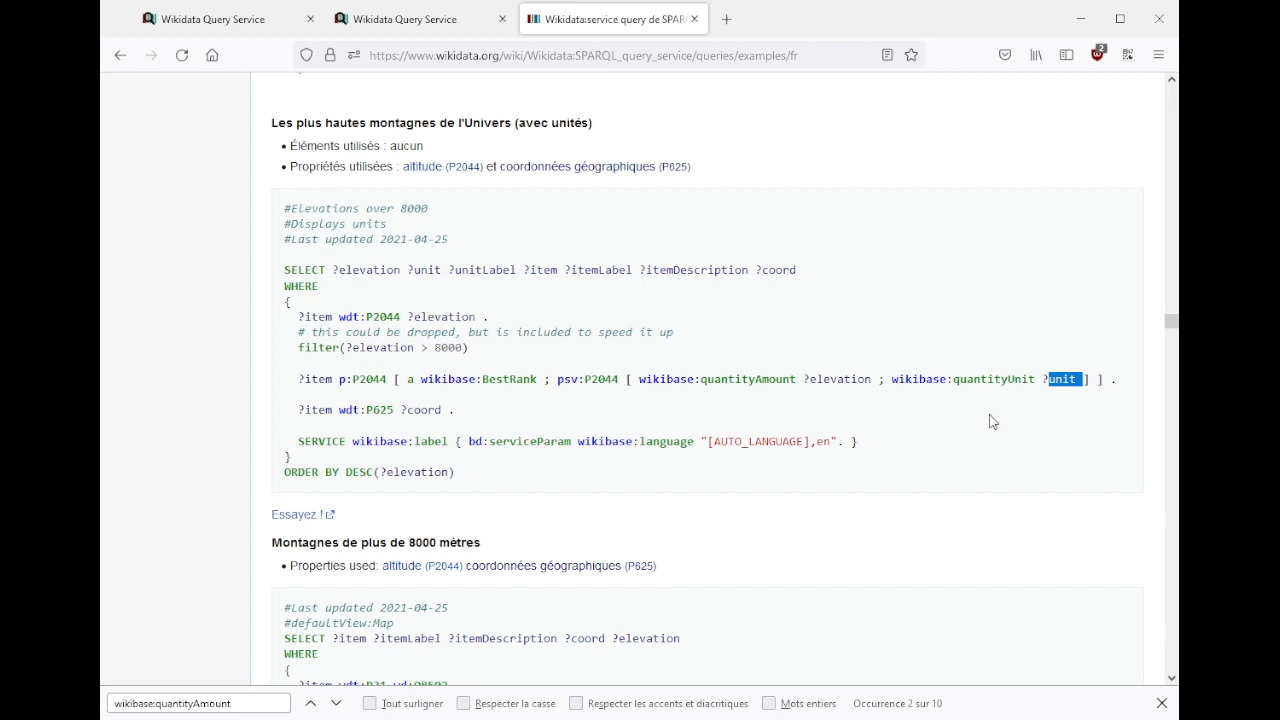 Wikidata Query Service
Wikidata Query Service
Wikidata:service query de SPAR
https://www.wikidata.org/wiki/Wikidata:SPARQL_query_service/queries/examples/fr
2
Les plus hautes montagnes de l'Univers (avec unités)
• Éléments utilisés : aucun
• Propriétés utilisées : altitude (P2044) et coordonnées géographiques (P625)
#Elevations over 8000
#Displays units
#Last updated 2021-04-25
SELECT ?elevation ?unit ?unitLabel ?item ?itemLabel ?itemDescription ?coord
WHERE
{
?item wdt:P2044 ?elevation .
# this could be dropped, but is included to speed it up
filter(?elevation > 8000)
?item p:P2044 [ a wikibase:BestRank ; psv:P2044 [ wikibase:quantityAmount ?elevation ; wikibase:quantityUnit ?unit ] ] .
?item wdt:P625 ?coord .
SERVICE wikibase:label { bd:serviceParam wikibase:language "[AUTO_LANGUAGE],en". }
}
ORDER BY DESC(?elevation)
Essayez !
Montagnes de plus de 8000 mètres
• Properties used: altitude (P2044) coordonnées géographiques (P625)
#Last updated 2021-04-25
#defaultView:Map
SELECT ?item ?itemLabel ?itemDescription ?coord ?elevation
WHERE
{
?item wdt:P31 wd:Q8502
wikibase:quantityAmount
Tout surligner
Respecter la casse
Respecter les accents et diacritiques
Mots entiers
Occurrence 2 sur 10